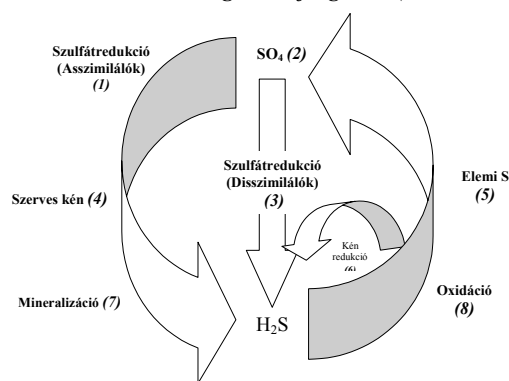 Szulfátredukció
(Asszimilálók)
(1)
SO₄ (2)
Szulfátredukció
(Disszimilálók)
(3)
Szerves kén (4)
Elemi S
(5)
Kén
redukció
(6)
Mineralizáció (7)
Oxidáció
(8)
H₂S